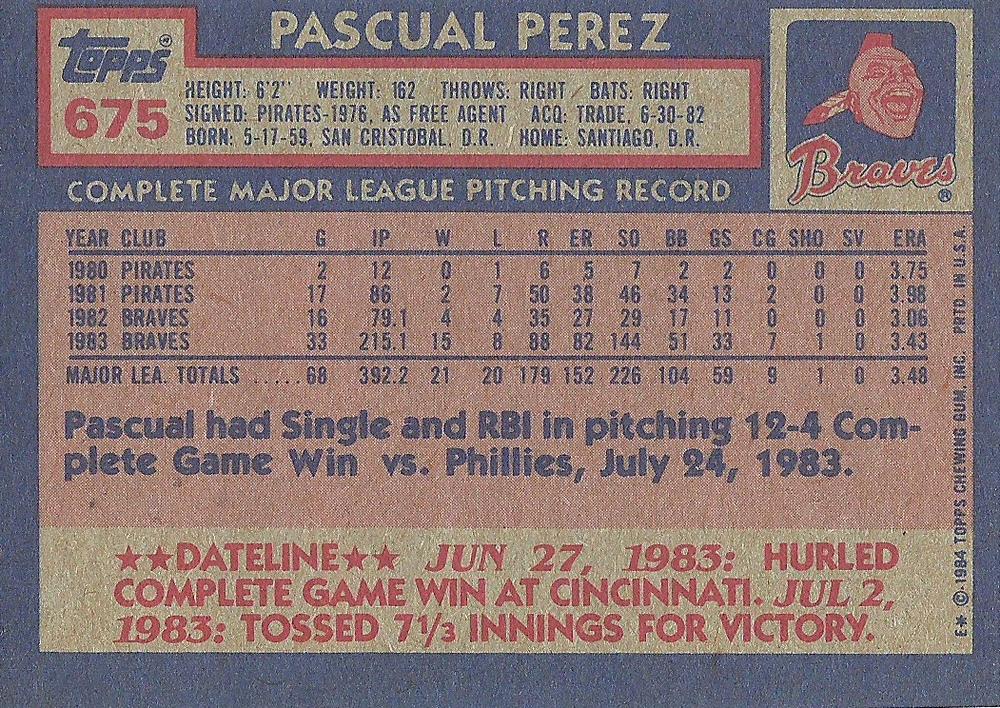 PASCUAL PEREZ
Topps®
675
HEIGHT: 6'2" WEIGHT: 162 THROWS: RIGHT BATS: RIGHT
SIGNED: PIRATES-1976, AS FREE AGENT ACQ: TRADE, 6-30-82
BORN: 5-17-59, SAN CRISTOBAL, D.R. HOME: SANTIAGO, D.R.
Braves®
COMPLETE MAJOR LEAGUE PITCHING RECORD
YEAR CLUB G IP W L R ER SO BB GS CG SHO SV ERA
1980 PIRATES 2 12 0 1 6 5 7 2 2 0 0 0 3.75
1981 PIRATES 17 86 2 7 50 38 46 34 13 2 0 0 3.98
1982 BRAVES 16 79.1 4 4 35 27 29 17 11 0 0 0 3.06
1983 BRAVES 33 215.1 15 8 88 82 144 51 33 7 1 0 3.43
MAJOR LEA. TOTALS .....68 392.2 21 20 179 152 226 104 59 9 1 0 3.48
Pascual had Single and RBI in pitching 12-4 Com-
plete Game Win vs. Phillies, July 24, 1983.
★★DATELINE★★ JUN 27, 1983: HURLED
COMPLETE GAME WIN AT CINCINNATI. JUL 2,
1983: TOSSED 7⅓ INNINGS FOR VICTORY.
E* © 1984 TOPPS CHEWING GUM, INC. PRTD. IN U.S.A.